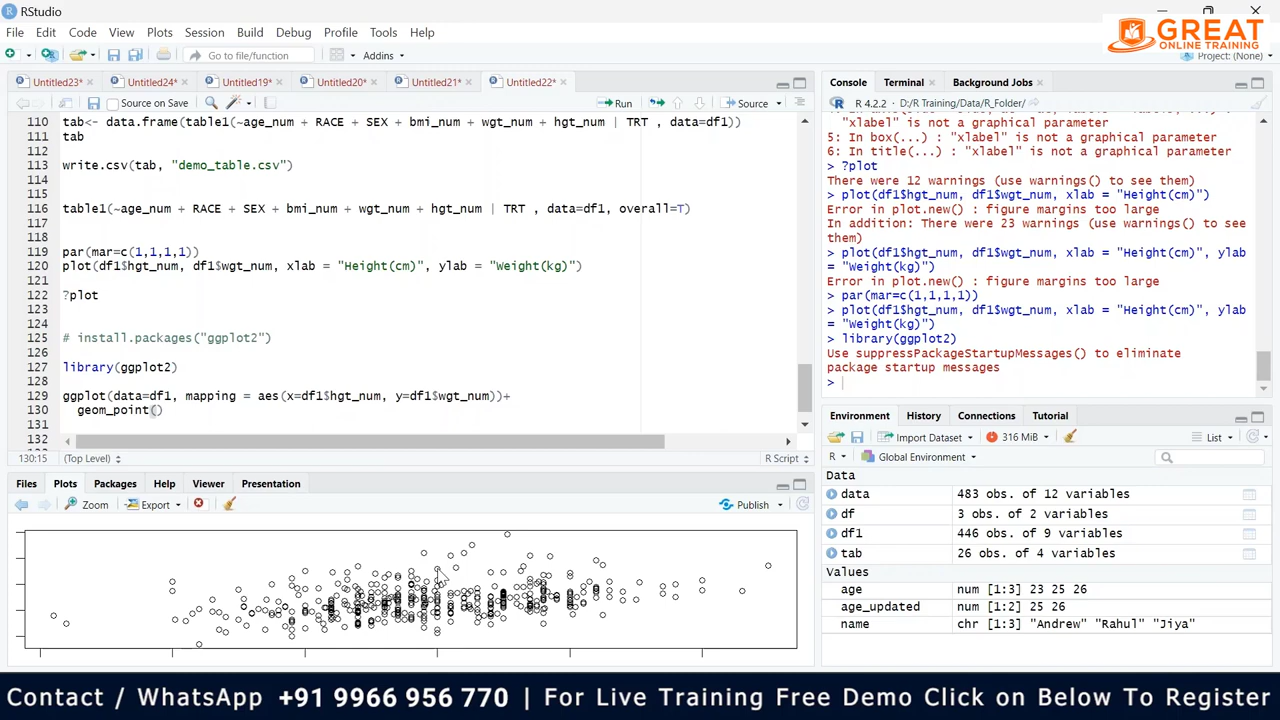 RStudio
File Edit Code View Plots Session Build Debug Profile Tools Help
GREAT
ONLINE TRAINING
Go to file/function Addins
Project: (None)
Untitled23* Untitled24* Untitled19* Untitled20* Untitled21* Untitled22*
Source on Save Run Source
110 tab<- data.frame(table1(~age_num + RACE + SEX + bmi_num + wgt_num + hgt_num | TRT , data=df1))
111 tab
112
113 write.csv(tab, "demo_table.csv")
114
115
116 table1(~age_num + RACE + SEX + bmi_num + wgt_num + hgt_num | TRT , data=df1, overall=T)
117
118
119 par(mar=c(1,1,1,1))
120 plot(df1$hgt_num, df1$wgt_num, xlab = "Height(cm)", ylab = "Weight(kg)")
121
122 ?plot
123
124
125 # install.packages("ggplot2")
126
127 library(ggplot2)
128
129 ggplot(data=df1, mapping = aes(x=df1$hgt_num, y=df1$wgt_num))+
130 geom_point()
131
132
130:15 (Top Level) R Script
Files Plots Packages Help Viewer Presentation
Zoom Export Publish
Console Terminal Background Jobs
R 4.2.2 D:/R Training/Data/R_Folder/
"xlabel" is not a graphical parameter
5: In box(...) : "xlabel" is not a graphical parameter
6: In title(...) : "xlabel" is not a graphical parameter
> ?plot
There were 12 warnings (use warnings() to see them)
> plot(df1$hgt_num, df1$wgt_num, xlab = "Height(cm)")
Error in plot.new() : figure margins too large
In addition: There were 23 warnings (use warnings() to see
them)
> plot(df1$hgt_num, df1$wgt_num, xlab = "Height(cm)", ylab
= "Weight(kg)")
Error in plot.new() : figure margins too large
> par(mar=c(1,1,1,1))
> plot(df1$hgt_num, df1$wgt_num, xlab = "Height(cm)", ylab
= "Weight(kg)")
> library(ggplot2)
Use suppressPackageStartupMessages() to eliminate
package startup messages
>
Environment History Connections Tutorial
Import Dataset 316 MiB List
R Global Environment
Data
data 483 obs. of 12 variables
df 3 obs. of 2 variables
df1 446 obs. of 9 variables
tab 26 obs. of 4 variables
Values
age num [1:3] 23 25 26
age_updated num [1:2] 25 26
name chr [1:3] "Andrew" "Rahul" "Jiya"
Contact / WhatsApp +91 9966 956 770 | For Live Training Free Demo Click on Below To Register